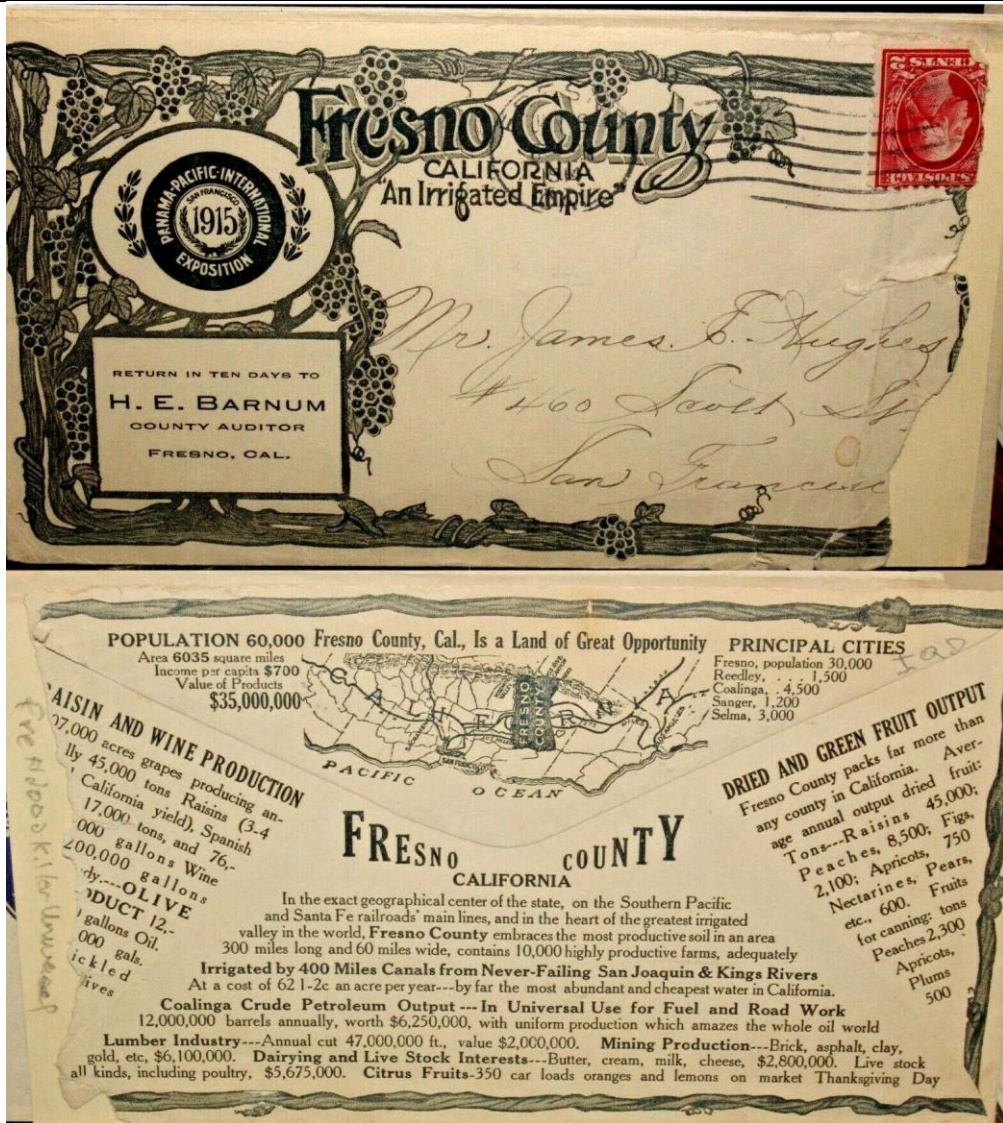 Fresno County
CALIFORNIA
"An Irrigated Empire"
PANAMA-PACIFIC-INTERNATIONAL
EXPOSITION
SAN FRANCISCO
1915
RETURN IN TEN DAYS TO
H. E. BARNUM
COUNTY AUDITOR
FRESNO, CAL.
CENTS 2
S. POSTAGE
Mr. James E. Hughes
#460 Scott St.
San Francisc
POPULATION 60,000
Area 6035 square miles
Income per capita $700
Value of Products
$35,000,000
Fresno County, Cal., Is a Land of Great Opportunity
CALIFORNIA
FRESNO
COUNTY
SAN FRANCISCO
PACIFIC
OCEAN
PRINCIPAL CITIES
Fresno, population 30,000
Reedley, . . . 1,500
Coalinga, . 4,500
Sanger, 1,200
Selma, 3,000
AISIN AND WINE PRODUCTION
07,000 acres grapes producing an-
lly 45,000 tons Raisins (3-4
California yield), Spanish
17,000 tons, and 76,-
000 gallons Wine
200,000 gallons
dy.---OLIVE
ODUCT 12,-
gallons Oil.
000 gals.
ickled
ives
DRIED AND GREEN FRUIT OUTPUT
Fresno County packs far more than
any county in California. Aver-
age annual output dried fruit:
Tons---Raisins 45,000;
Peaches, 8,500; Figs,
2,100; Apricots, 750
Nectarines, Pears,
etc., 600. Fruits
for canning: tons
Peaches 2,300
Apricots,
Plums
500
FRESNO COUNTY
CALIFORNIA
In the exact geographical center of the state, on the Southern Pacific
and Santa Fe railroads' main lines, and in the heart of the greatest irrigated
valley in the world, Fresno County embraces the most productive soil in an area
300 miles long and 60 miles wide, contains 10,000 highly productive farms, adequately
Irrigated by 400 Miles Canals from Never-Failing San Joaquin & Kings Rivers
At a cost of 62 1-2c an acre per year---by far the most abundant and cheapest water in California.
Coalinga Crude Petroleum Output---In Universal Use for Fuel and Road Work
12,000,000 barrels annually, worth $6,250,000, with uniform production which amazes the whole oil world
Lumber Industry---Annual cut 47,000,000 ft., value $2,000,000. Mining Production---Brick, asphalt, clay,
gold, etc, $6,100,000. Dairying and Live Stock Interests---Butter, cream, milk, cheese, $2,800,000. Live stock
all kinds, including poultry, $5,675,000. Citrus Fruits-350 car loads oranges and lemons on market Thanksgiving Day